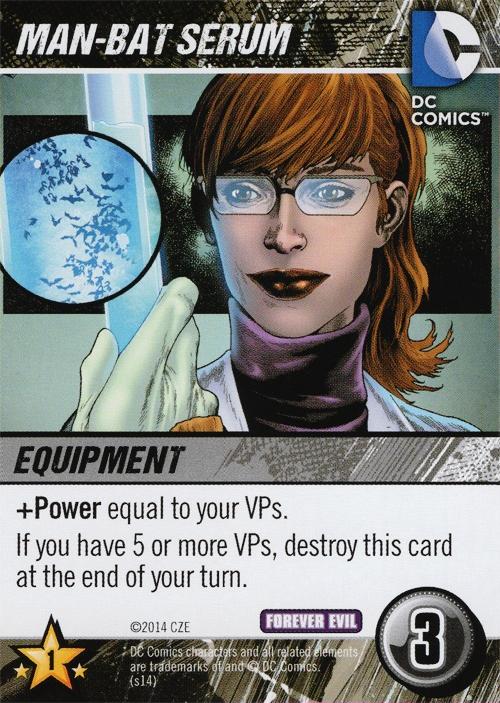 MAN-BAT SERUM
DC
DC
COMICS™
EQUIPMENT
+Power equal to your VPs.
If you have 5 or more VPs, destroy this card
at the end of your turn.
©2014 CZE
FOREVER EVIL
3
1
DC Comics characters and all related elements
are trademarks of and © DC Comics.
(s14)